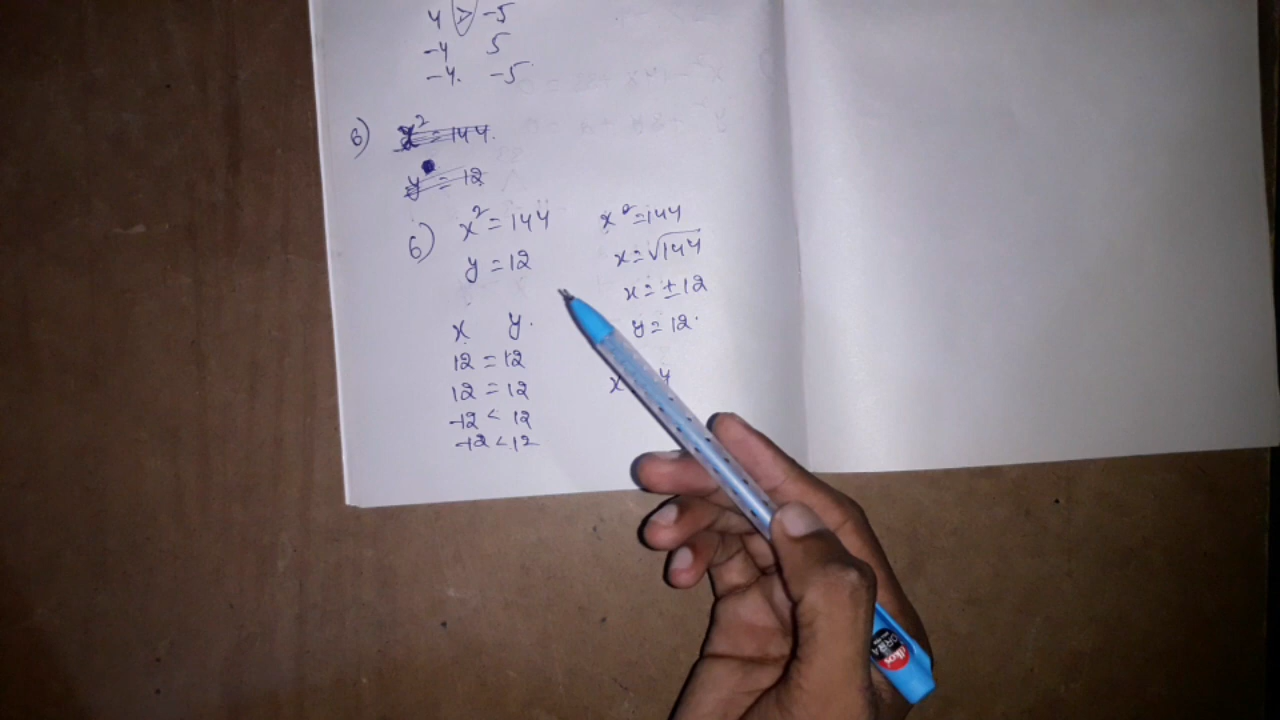 4 > -5
-4 5
-4. -5.
6) x² = 144.
y = 12
6) x² = 144
y = 12
x y.
12 = 12
12 = 12
-12 < 12
-12 < 12
x² = 144
x = √144
x = ± 12
y = 12.
x y